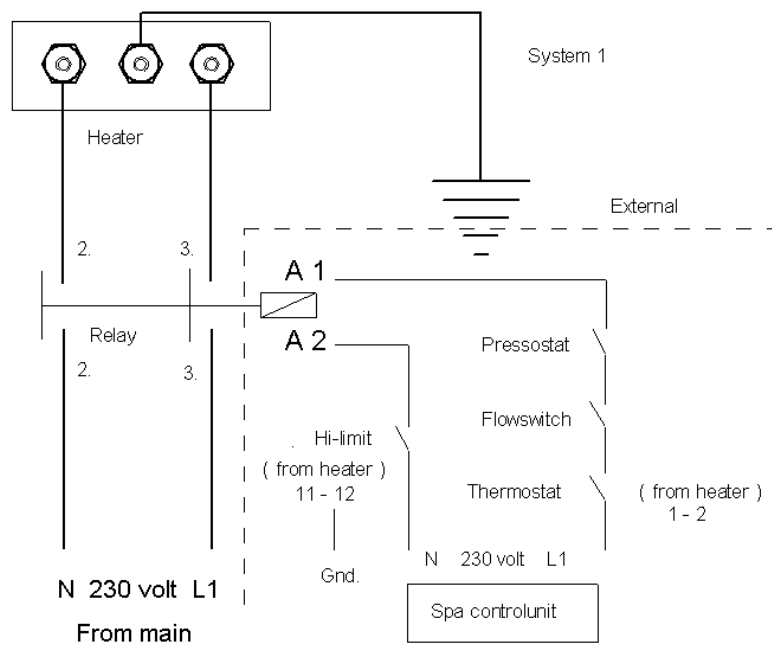 System 1
Heater
External
2.
3.
A 1
Relay
A 2
Pressostat
2.
3.
Flowswitch
Hi-limit
( from heater )
11 - 12
Thermostat
( from heater )
1 - 2
Gnd.
N 230 volt L1
N 230 volt L1
Spa controlunit
From main